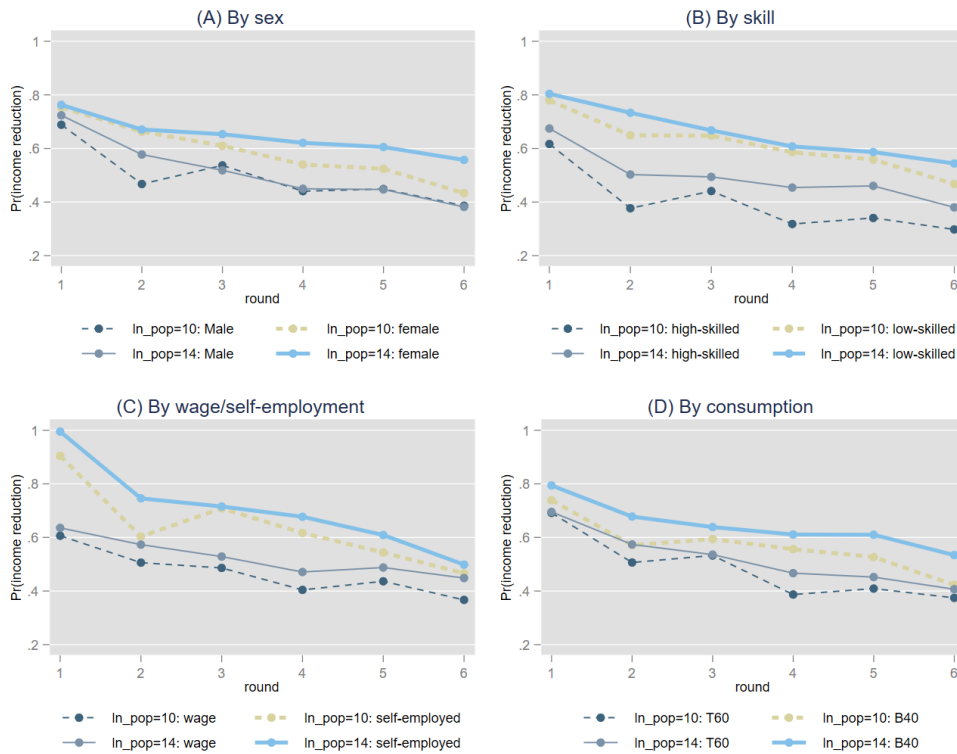 (A) By sex
Pr(income reduction)
1
.8
.6
.4
.2
1 2 3 4 5 6
round
ln_pop=10: Male ln_pop=10: female
ln_pop=14: Male ln_pop=14: female
(B) By skill
Pr(income reduction)
1
.8
.6
.4
.2
1 2 3 4 5 6
round
ln_pop=10: high-skilled ln_pop=10: low-skilled
ln_pop=14: high-skilled ln_pop=14: low-skilled
(C) By wage/self-employment
Pr(income reduction)
1
.8
.6
.4
.2
1 2 3 4 5 6
round
ln_pop=10: wage ln_pop=10: self-employed
ln_pop=14: wage ln_pop=14: self-employed
(D) By consumption
Pr(income reduction)
1
.8
.6
.4
.2
1 2 3 4 5 6
round
ln_pop=10: T60 ln_pop=10: B40
ln_pop=14: T60 ln_pop=14: B40